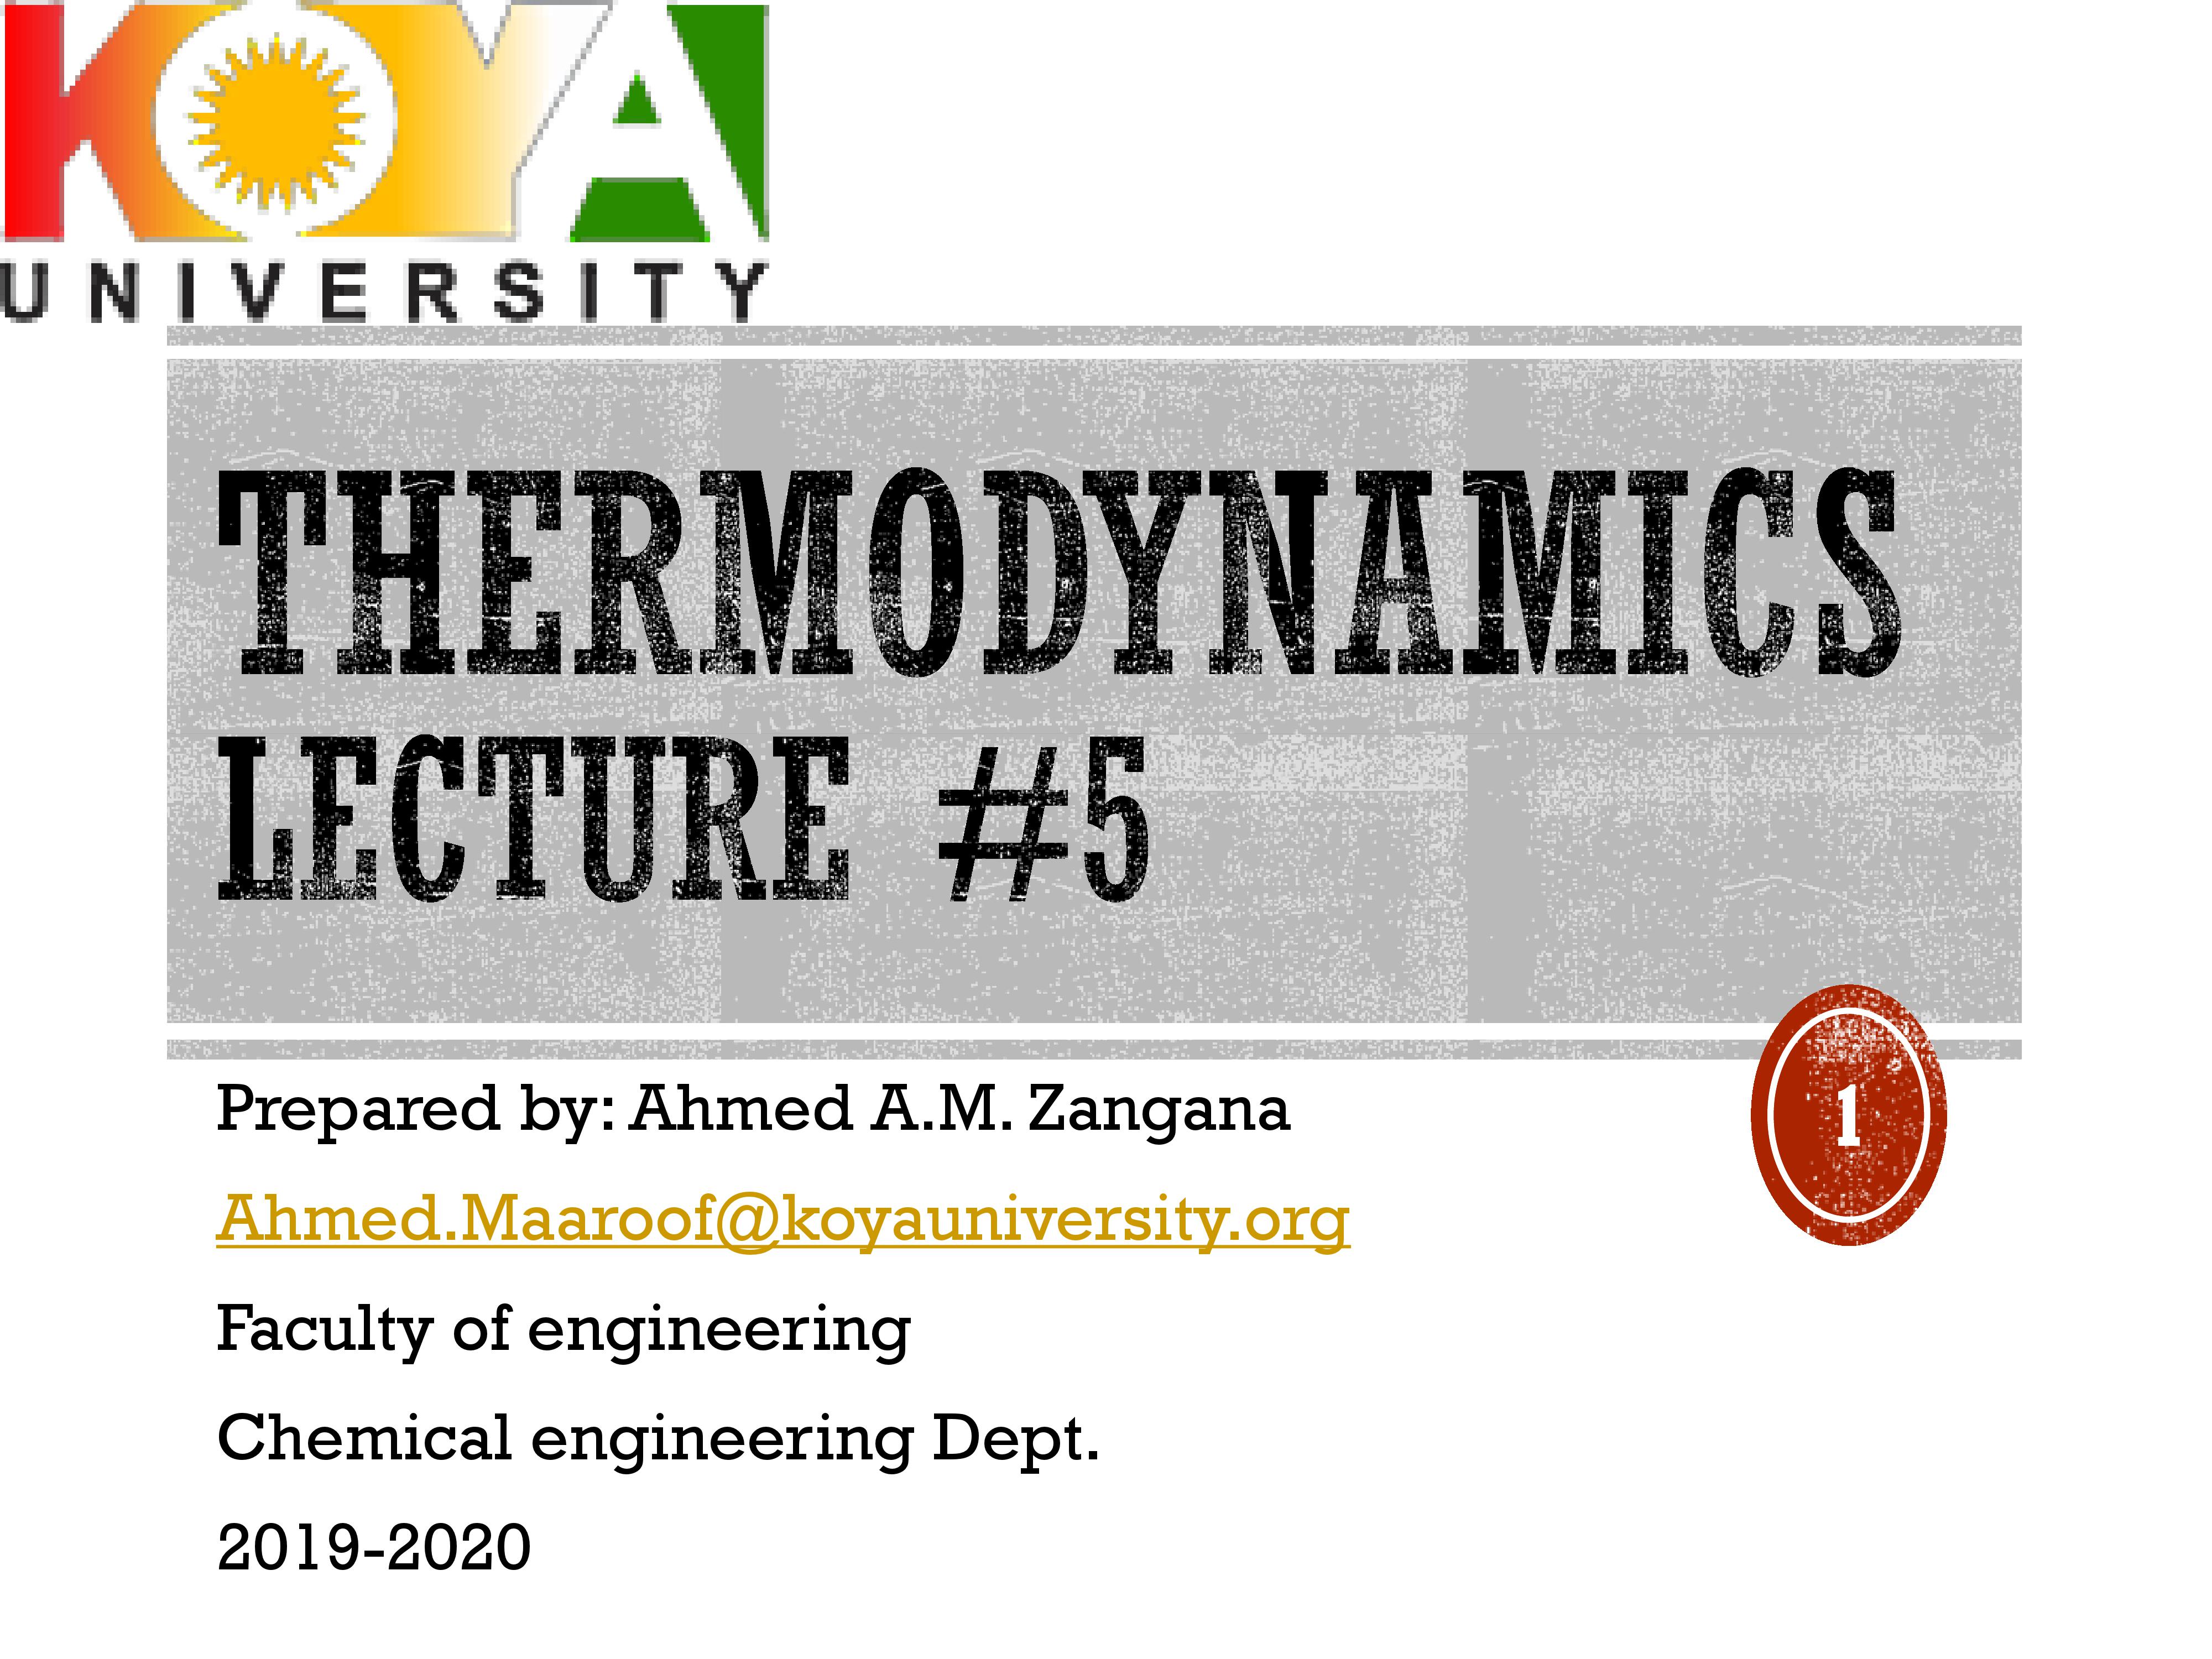 KOYA
UNIVERSITY
THERMODYNAMICS
LECTURE #5
1
Prepared by: Ahmed A.M. Zangana
Ahmed.Maaroof@koyauniversity.org
Faculty of engineering
Chemical engineering Dept.
2019-2020